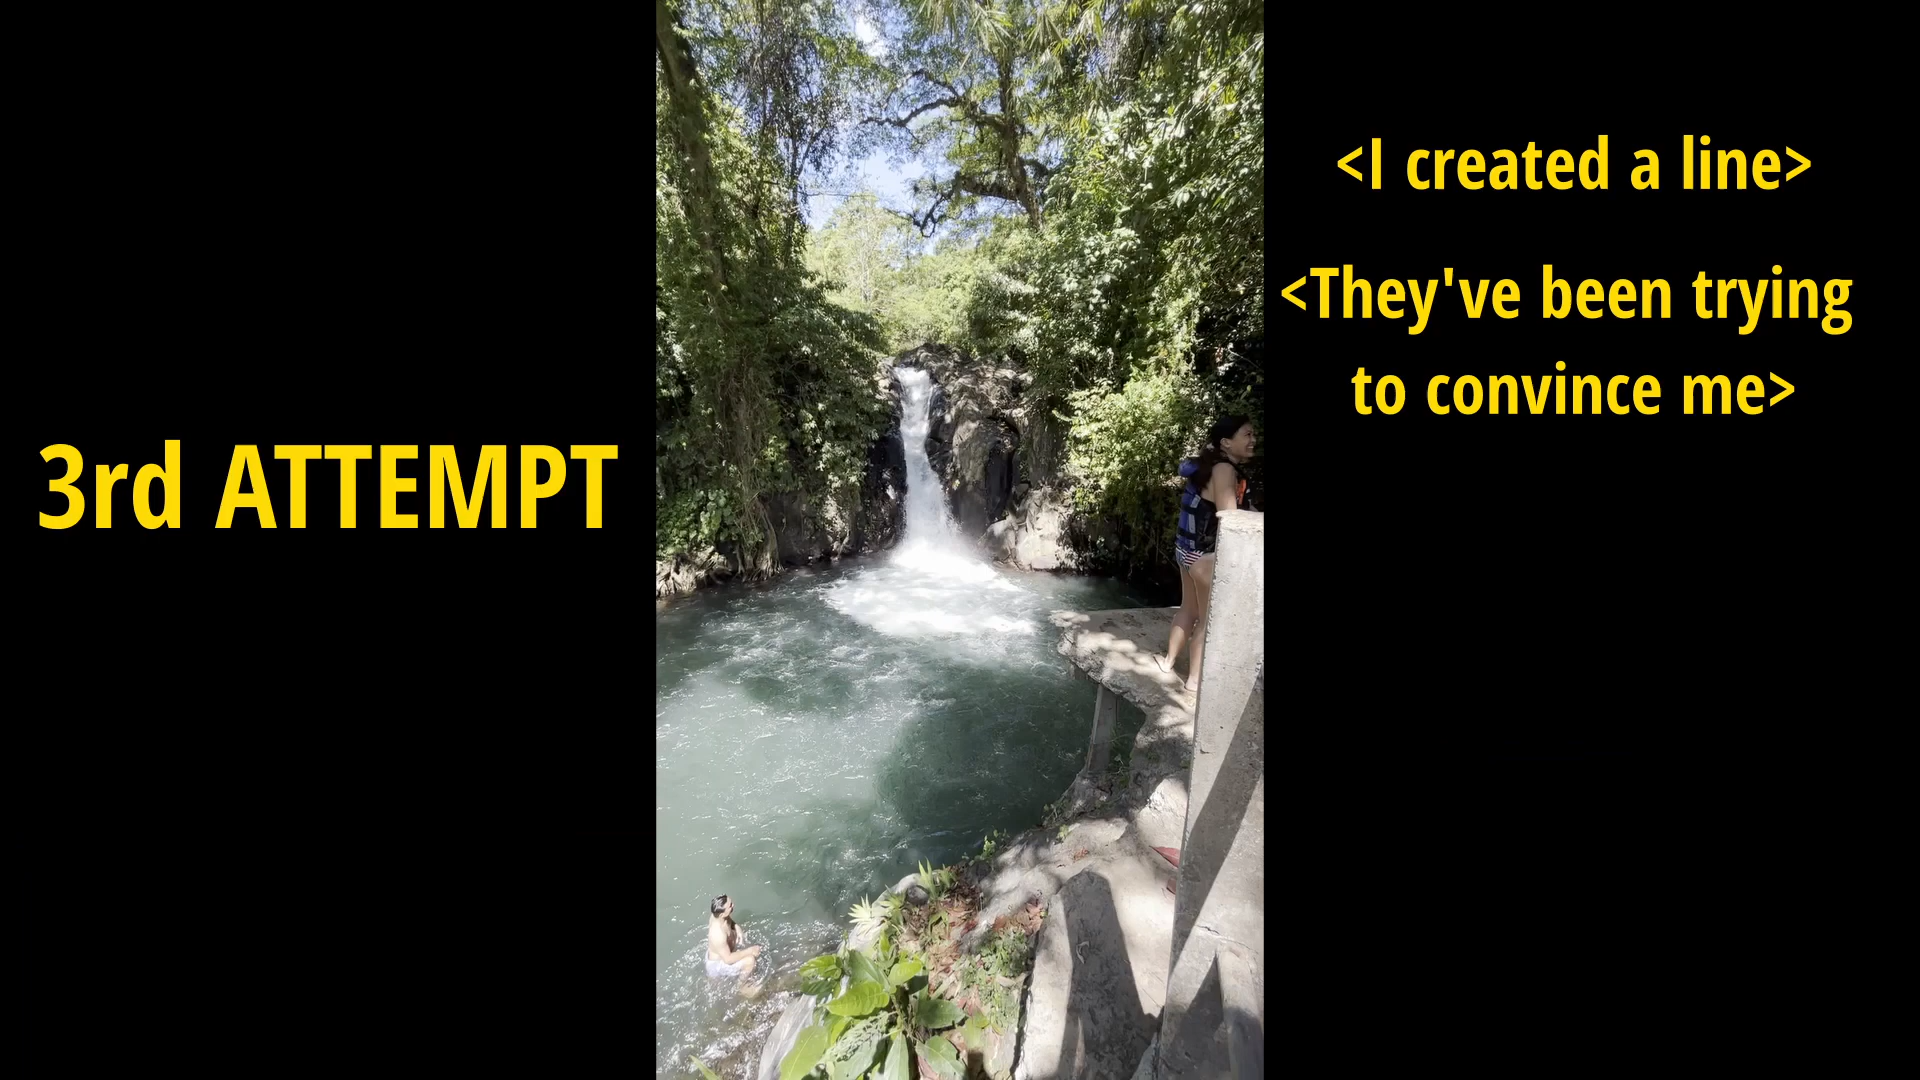 3rd ATTEMPT
<I created a line>
<They've been trying
to convince me>